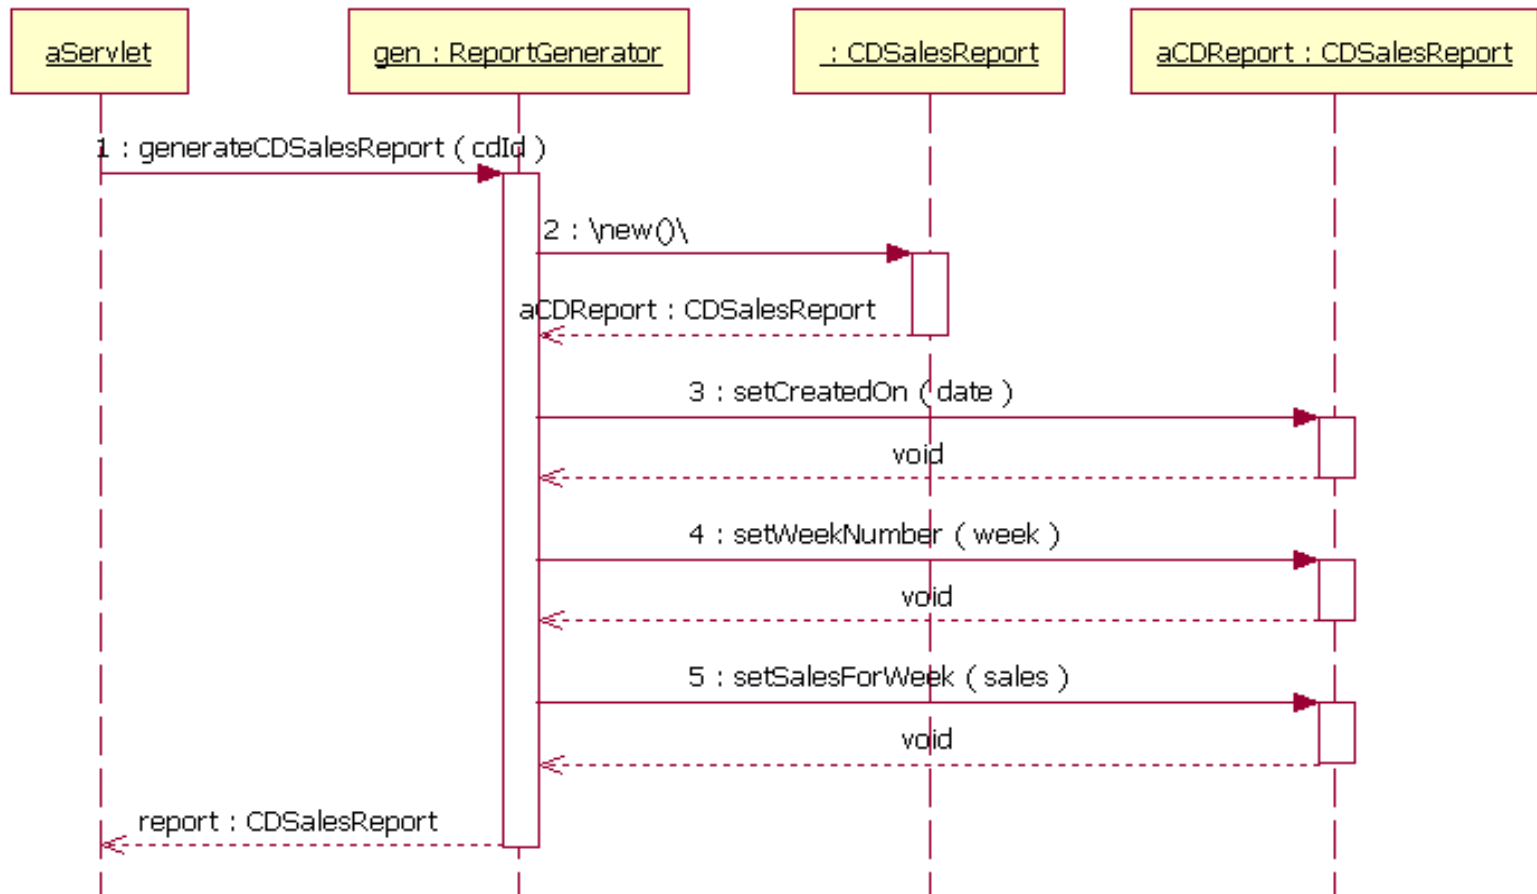 aServlet
gen : ReportGenerator
: CDSalesReport
aCDReport : CDSalesReport
1 : generateCDSalesReport ( cdId )
2 : \new()\
aCDReport : CDSalesReport
3 : setCreatedOn ( date )
void
4 : setWeekNumber ( week )
void
5 : setSalesForWeek ( sales )
void
report : CDSalesReport